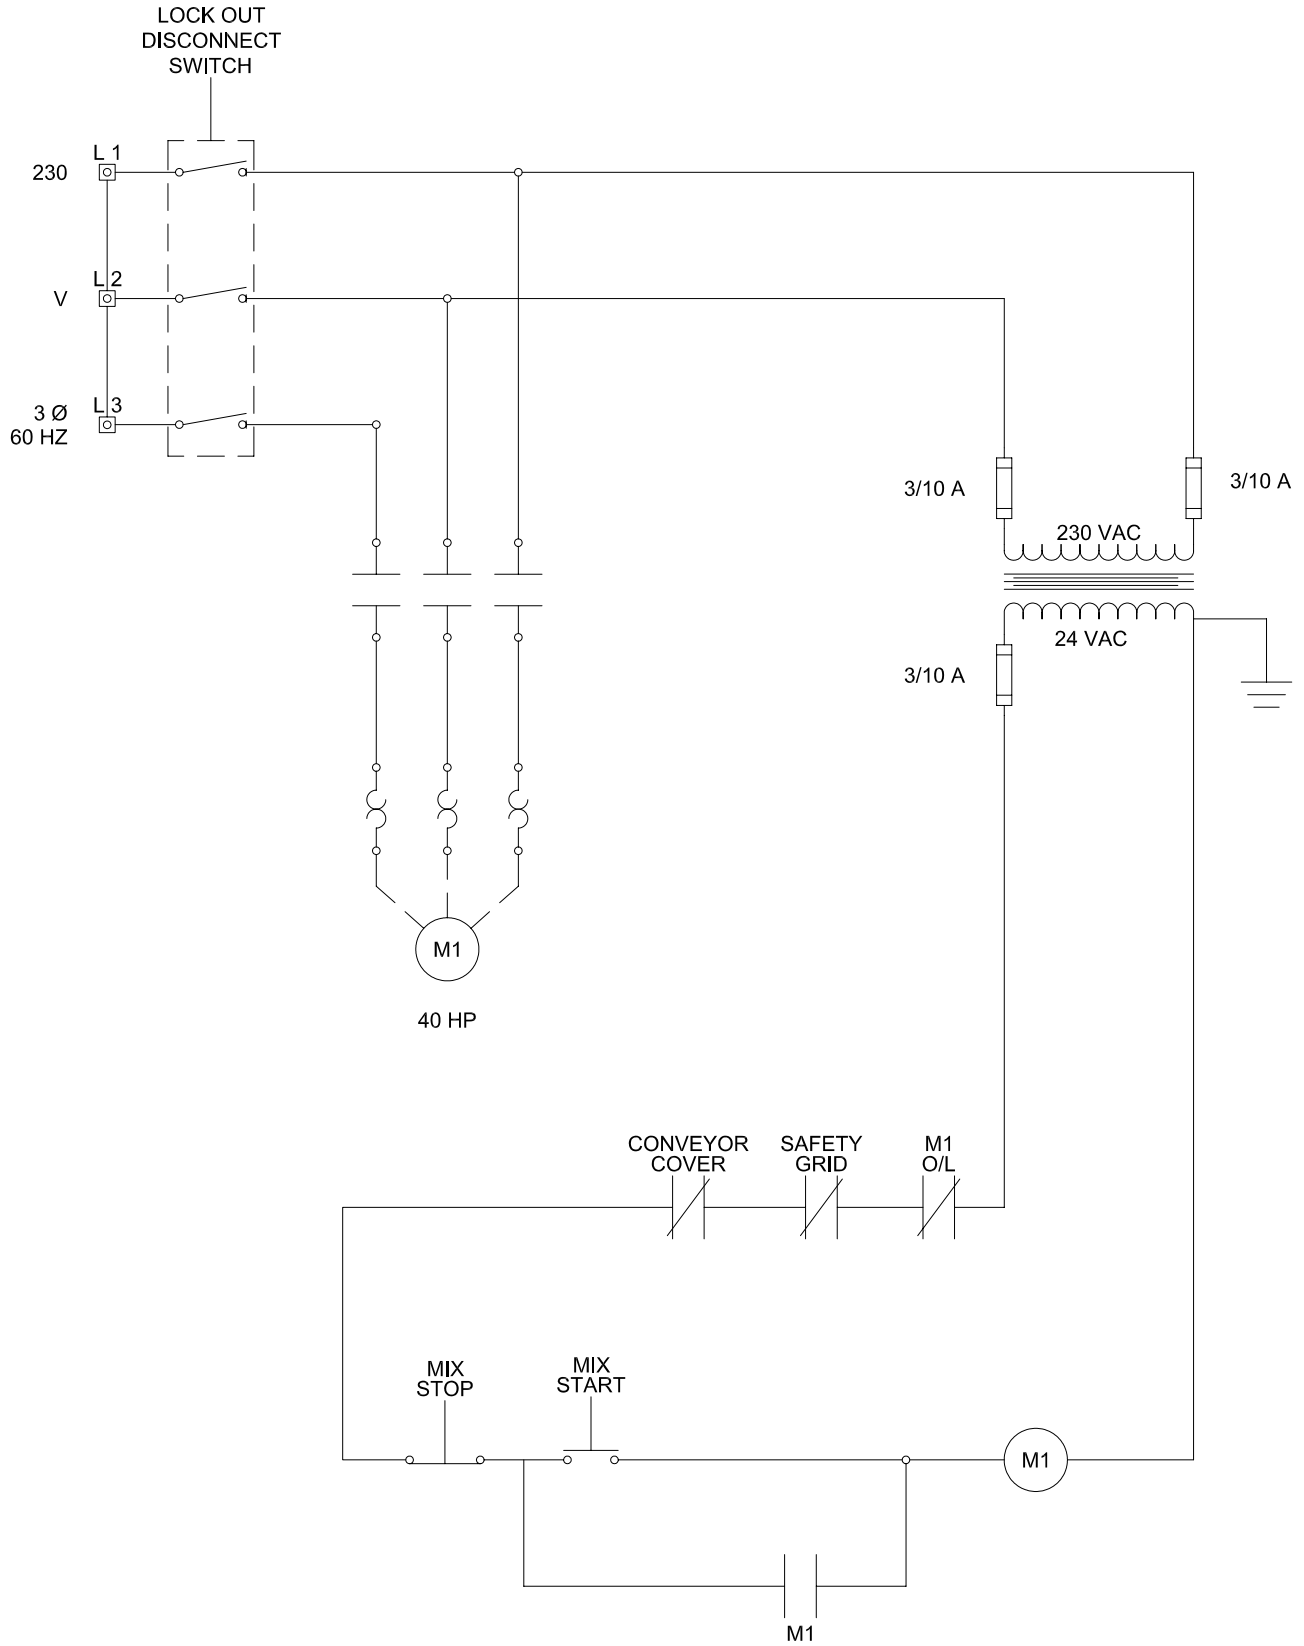 LOCK OUT
DISCONNECT
SWITCH
L 1
230
L 2
V
L 3
3 Ø
60 HZ
3/10 A
3/10 A
230 VAC
24 VAC
3/10 A
M1
40 HP
CONVEYOR
COVER
SAFETY
GRID
M1
O/L
MIX
STOP
MIX
START
M1
M1